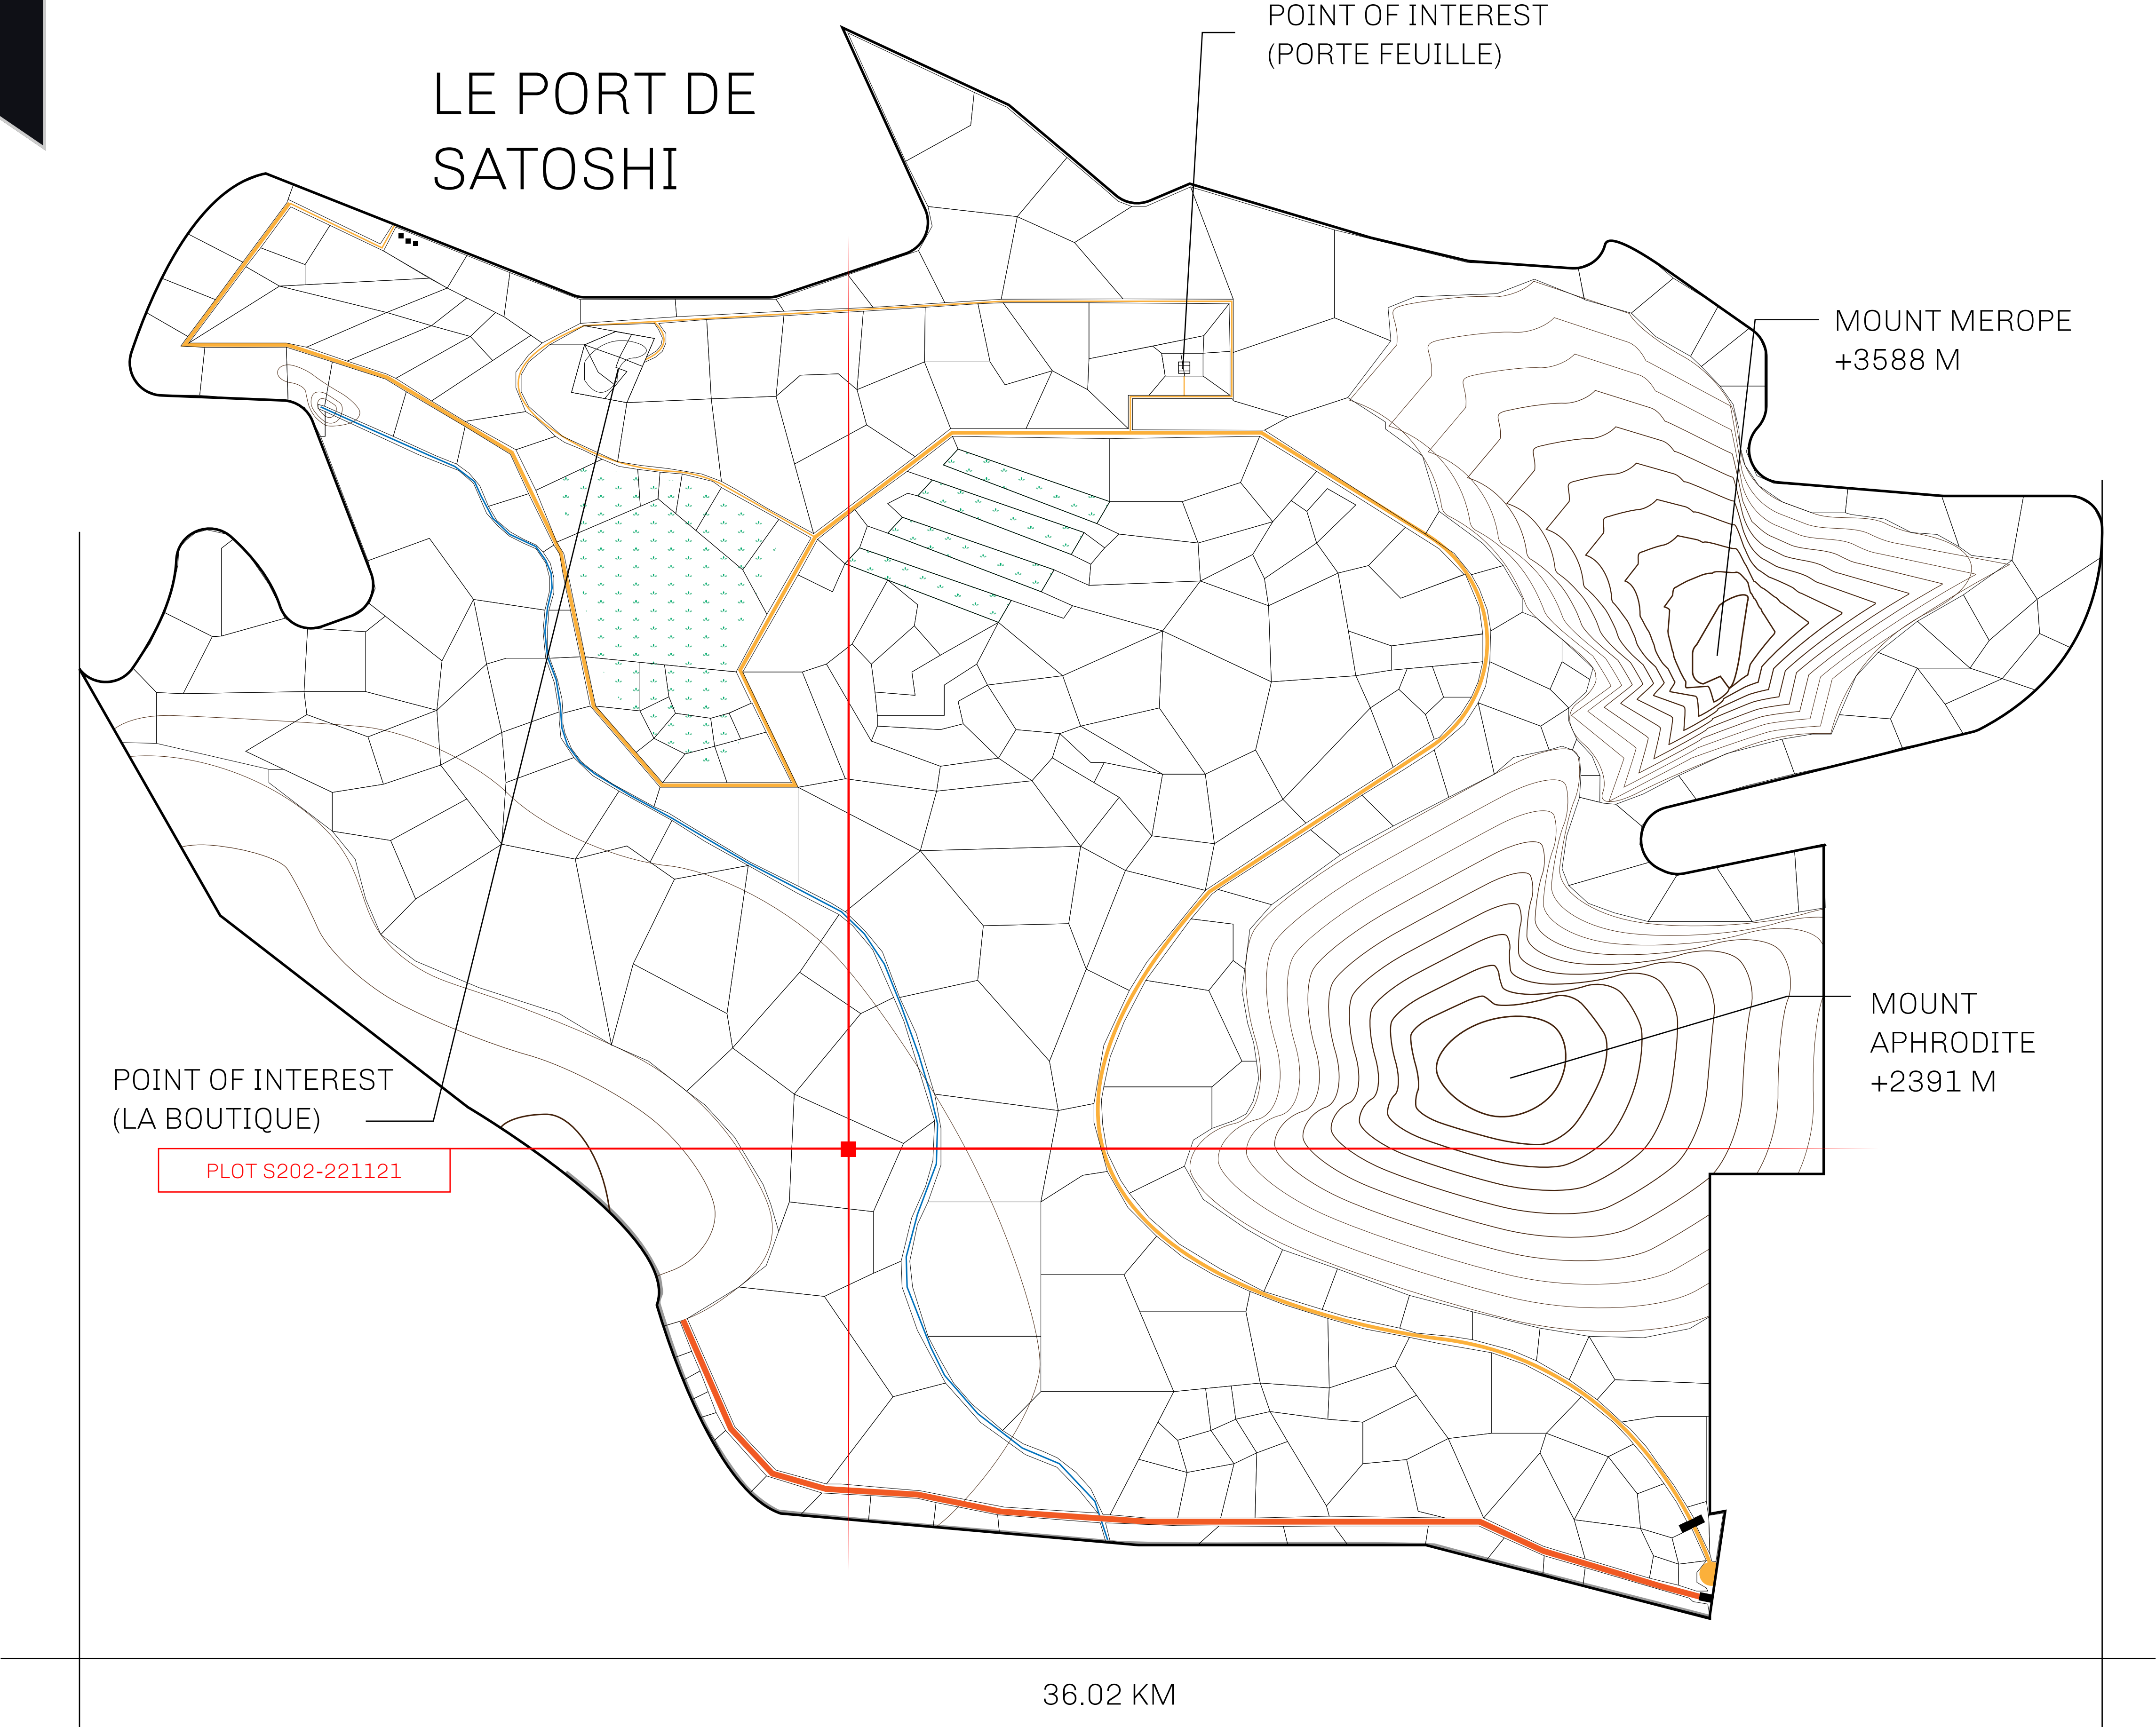 POINT OF INTEREST
(PORTE FEUILLE)
LE PORT DE
SATOSHI
MOUNT MEROPE
+3588 M
MOUNT
APHRODITE
+2391 M
POINT OF INTEREST
(LA BOUTIQUE)
PLOT S202-221121
36.02 KM